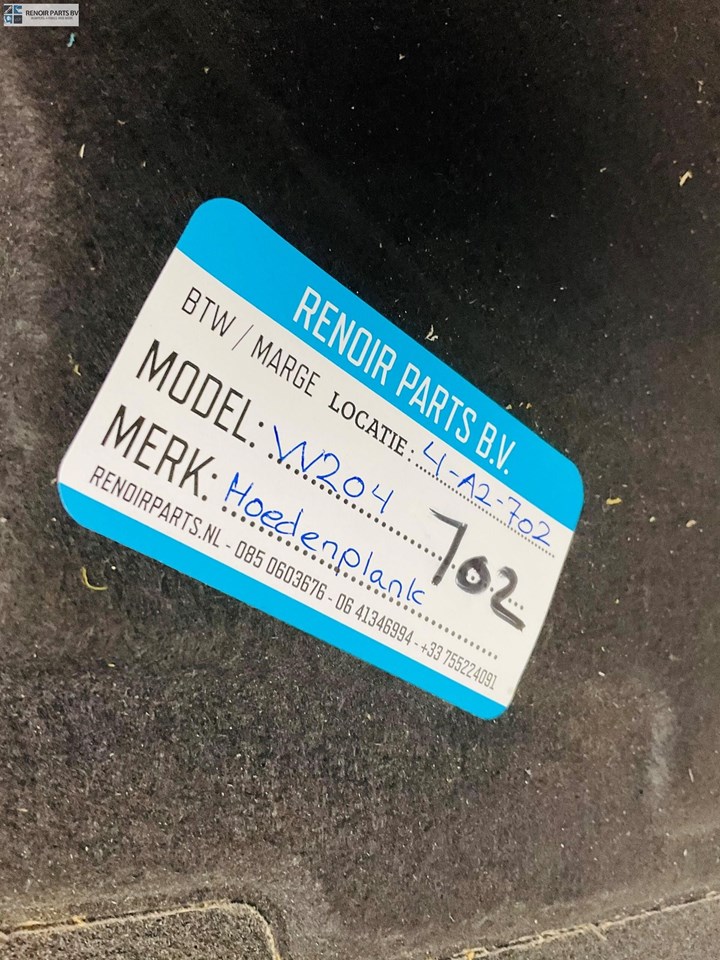 RENOIR PARTS BV
RENOIR PARTS B.V.
BTW / MARGE LOCATIE: 4-A2-702
MODEL: W204
702
MERK: Hoedenplank
RENOIRPARTS.NL - 085 0603676 - 06 41346994 - +33 755224091